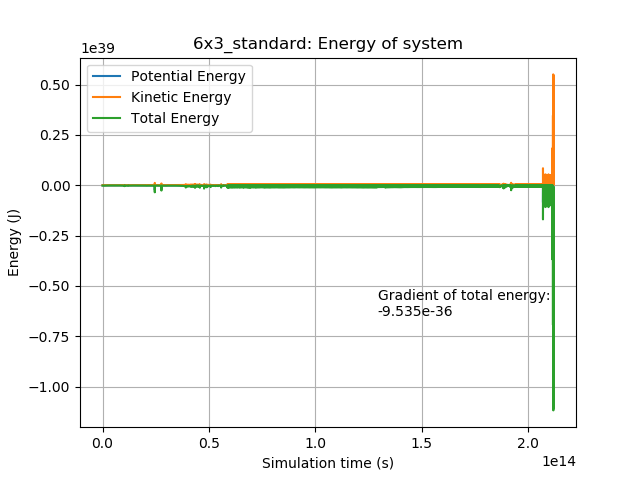 6x3_standard: Energy of system
1e39
Potential Energy
Kinetic Energy
Total Energy
0.50
0.25
0.00
−0.25
−0.50
−0.75
−1.00
Energy (J)
Gradient of total energy:
-9.535e-36
0.0 0.5 1.0 1.5 2.0
1e14
Simulation time (s)